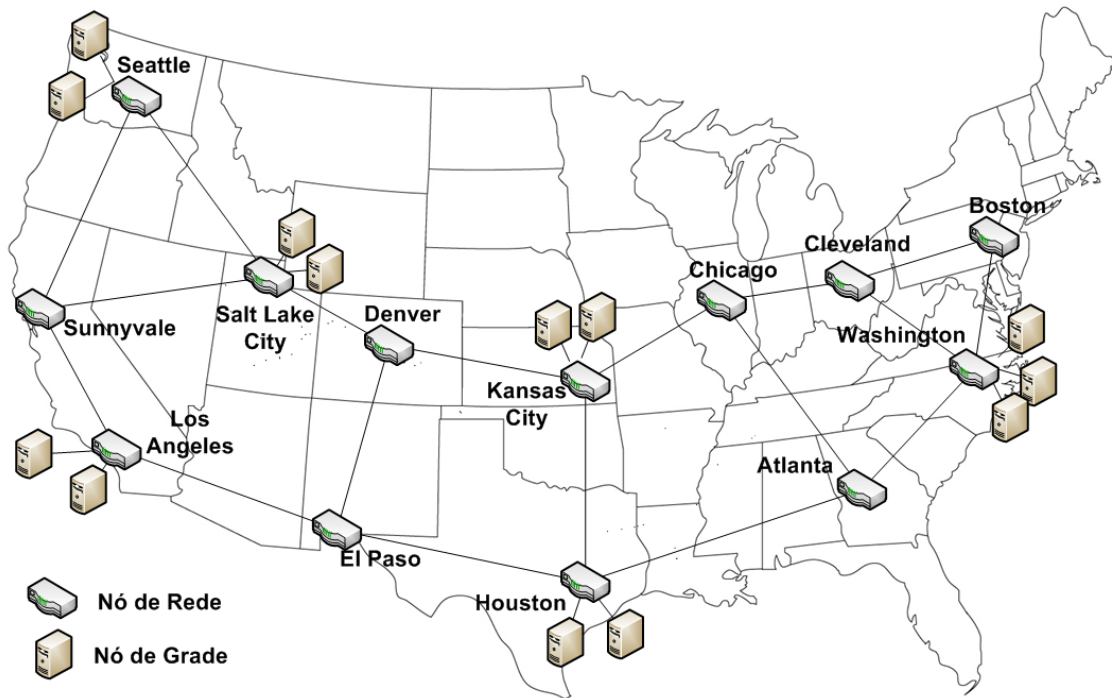 Seattle
Boston
Cleveland
Chicago
Sunnyvale
Salt Lake
City
Denver
Washington
Kansas
City
Los
Angeles
Atlanta
El Paso
Houston
Nó de Rede
Nó de Grade